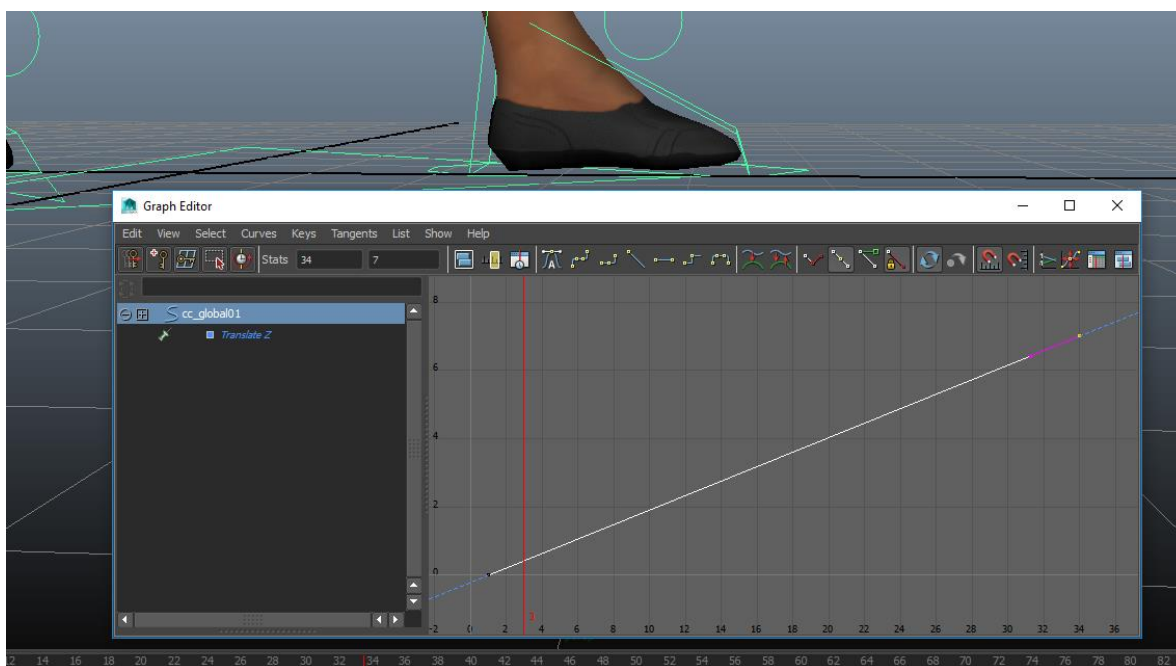 Graph Editor
Edit View Select Curves Keys Tangents List Show Help
Stats 34 7
cc_global01
Translate Z
8
6
4
2
0
-2 0 2 4 6 8 10 12 14 16 18 20 22 24 26 28 30 32 34 36
12 14 16 18 20 22 24 26 28 30 32 34 36 38 40 42 44 46 48 50 52 54 56 58 60 62 64 66 68 70 72 74 76 78 80 82